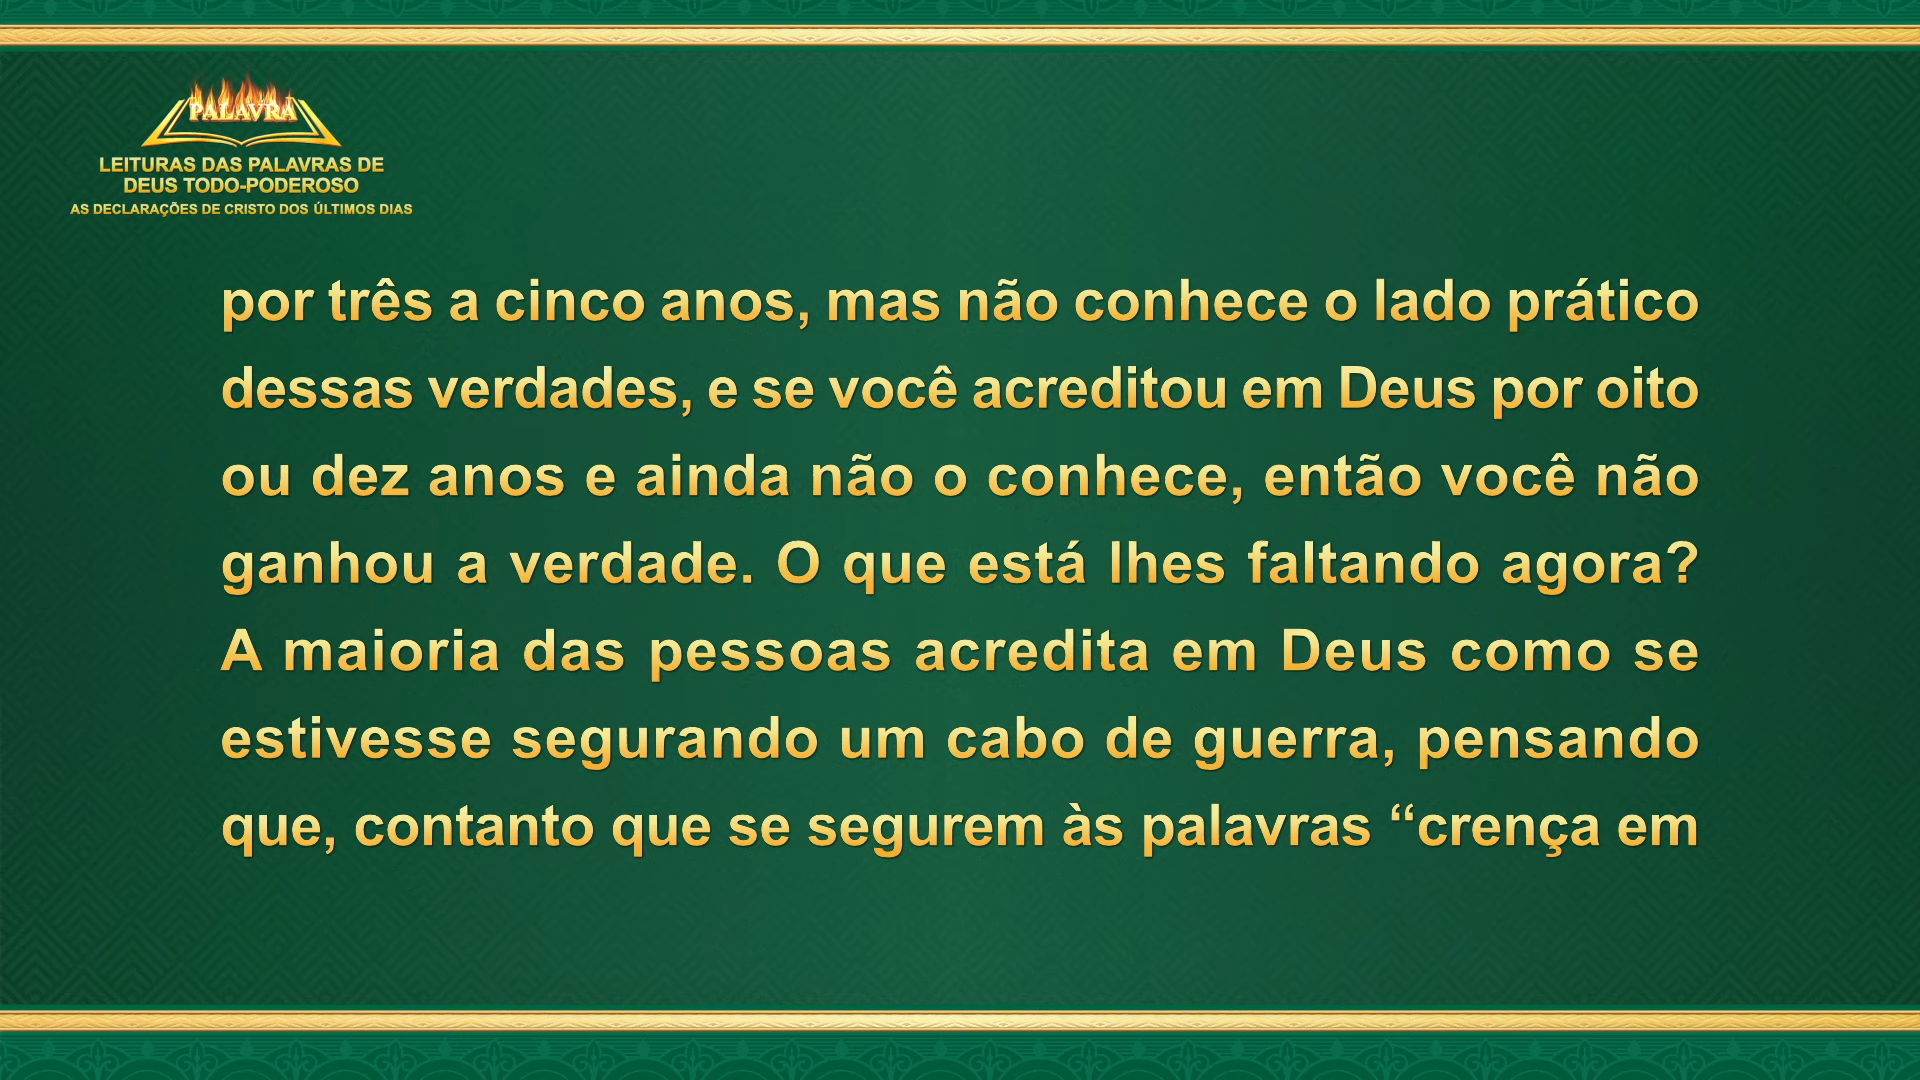 PALAVRA
LEITURAS DAS PALAVRAS DE
DEUS TODO-PODEROSO
AS DECLARAÇÕES DE CRISTO DOS ÚLTIMOS DIAS
por três a cinco anos, mas não conhece o lado prático
dessas verdades, e se você acreditou em Deus por oito
ou dez anos e ainda não o conhece, então você não
ganhou a verdade. O que está lhes faltando agora?
A maioria das pessoas acredita em Deus como se
estivesse segurando um cabo de guerra, pensando
que, contanto que se segurem às palavras “crença em